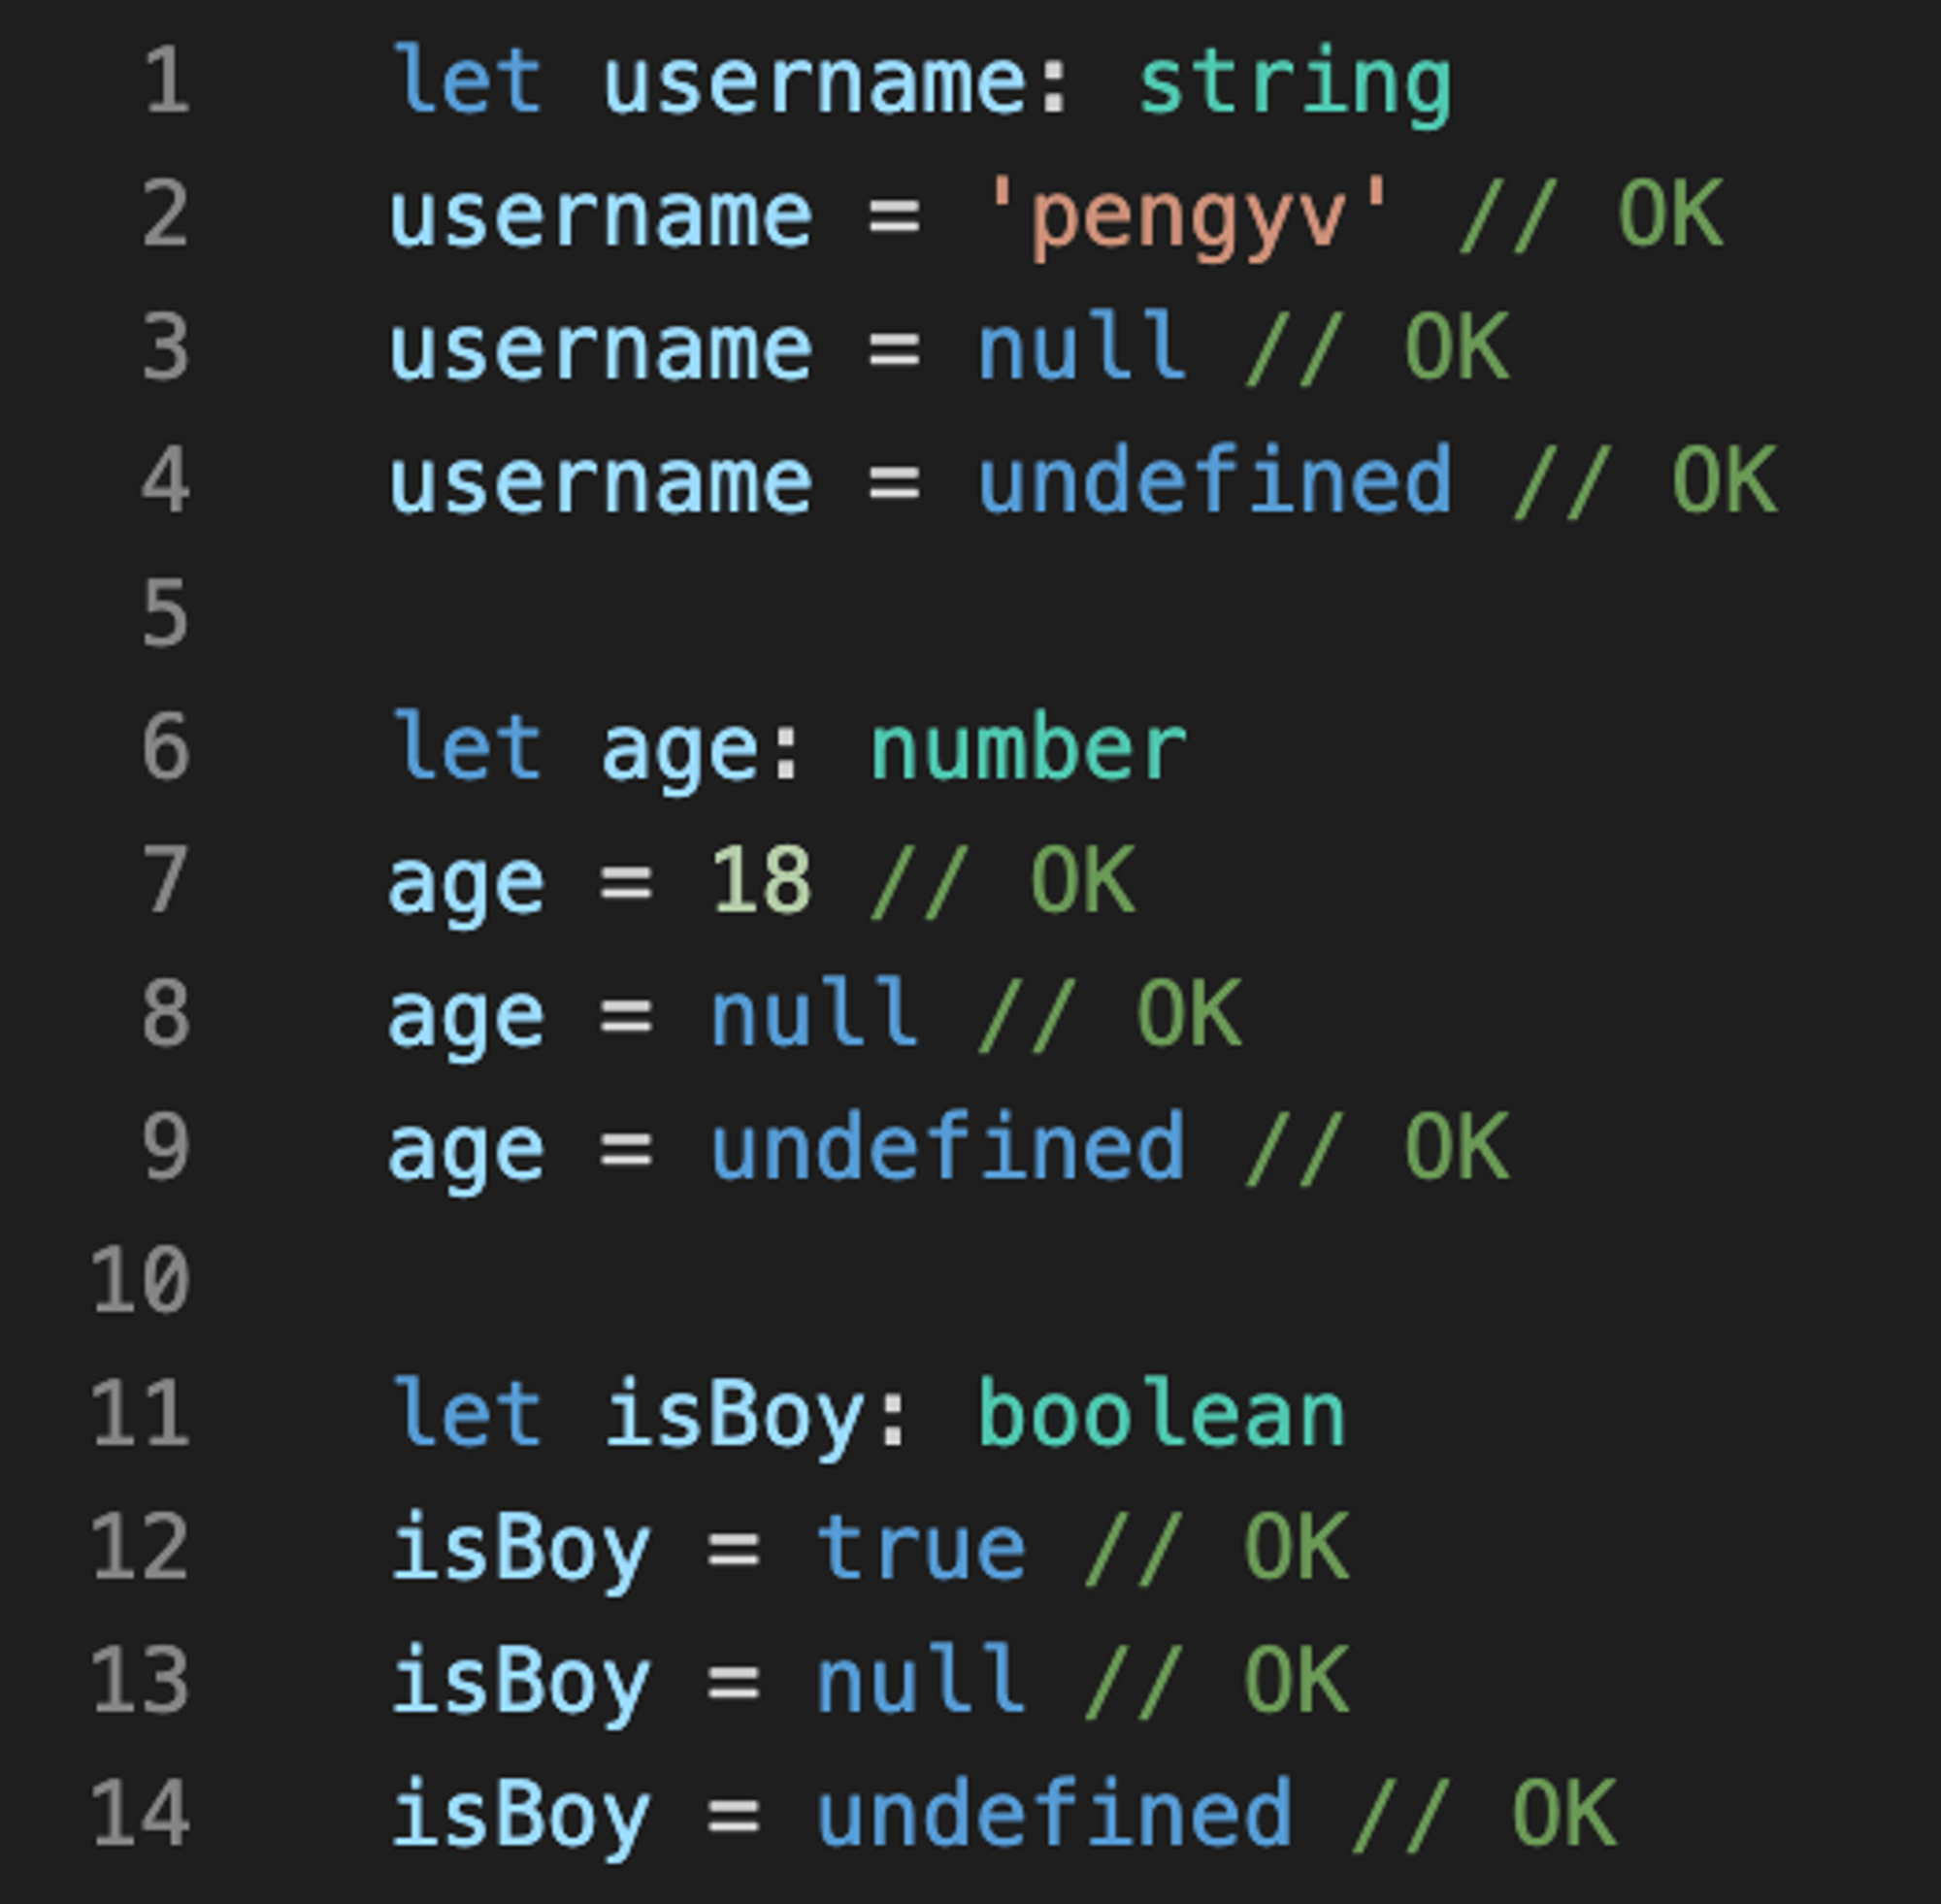 1 let username: string
2 username = 'pengyv' // OK
3 username = null // OK
4 username = undefined // OK
5
6 let age: number
7 age = 18 // OK
8 age = null // OK
9 age = undefined // OK
10
11 let isBoy: boolean
12 isBoy = true // OK
13 isBoy = null // OK
14 isBoy = undefined // OK